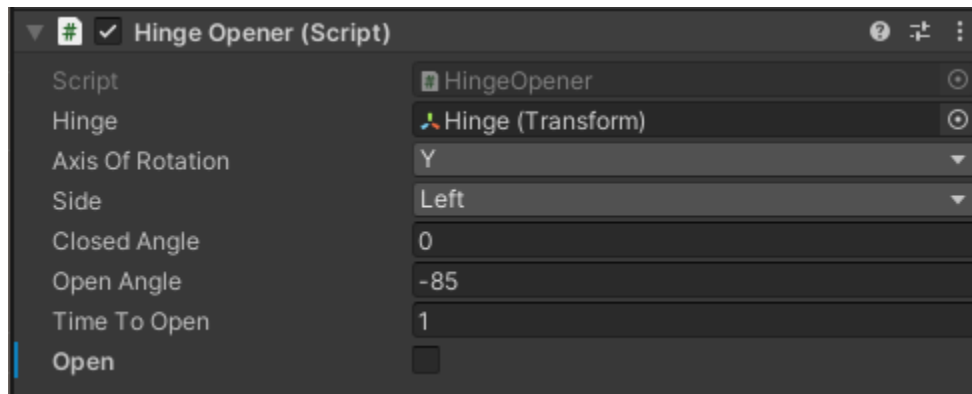 Hinge Opener (Script)
Script HingeOpener
Hinge Hinge (Transform)
Axis Of Rotation Y
Side Left
Closed Angle 0
Open Angle -85
Time To Open 1
Open